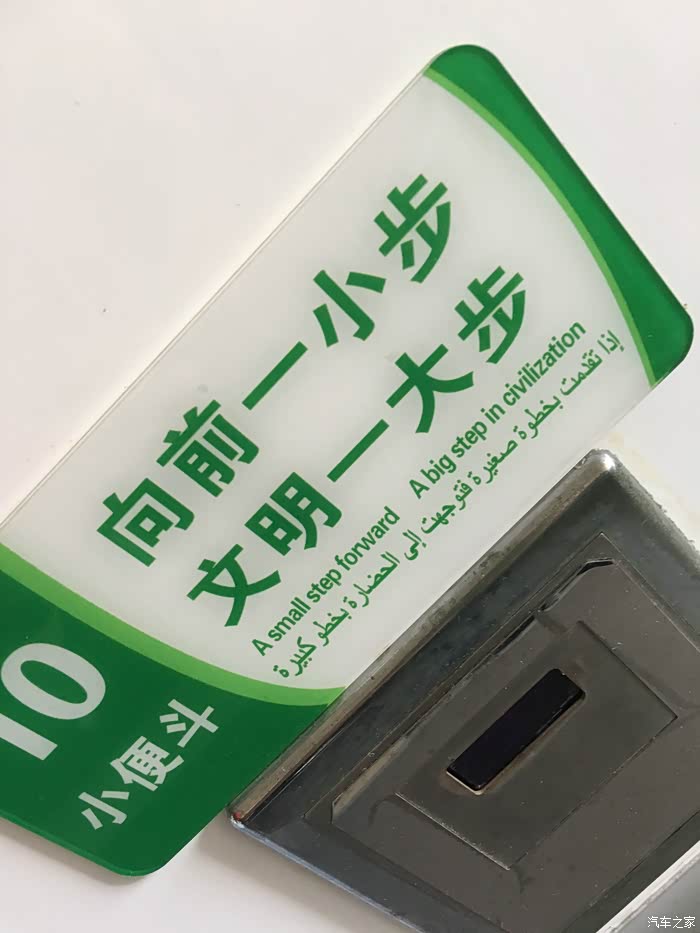 向前一小步
文明一大步
A small step forward A big step in civilization
إذا تقدمت بخطوة صغيرة فتوجهت إلى الحضارة بخطو كبيرة
10
小便斗
汽车之家